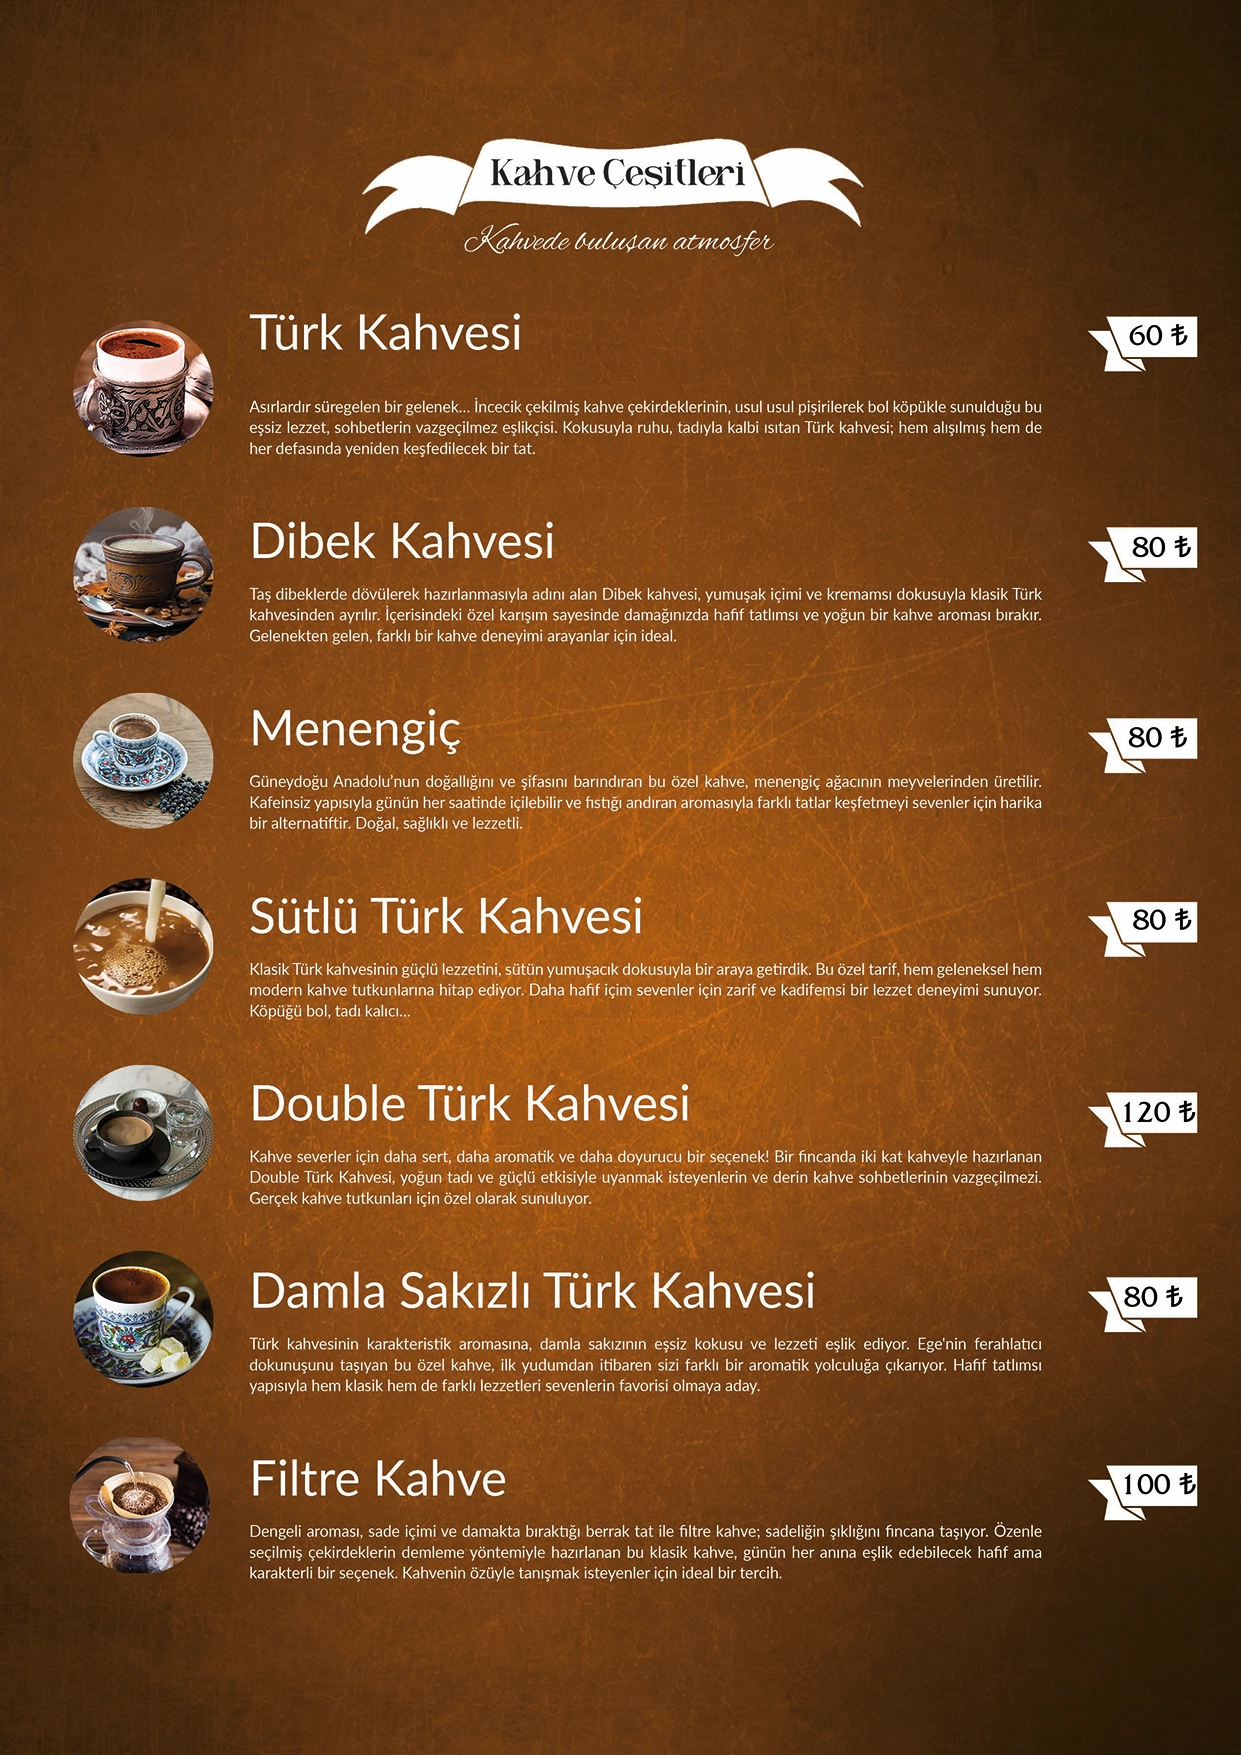 Kahve Çeşitleri
Kahvede buluşan atmosfer
Türk Kahvesi
60 ₺
Asırlardır süregelen bir gelenek... İncecik çekilmiş kahve çekirdeklerinin, usul usul pişirilerek bol köpükle sunulduğu bu
eşsiz lezzet, sohbetlerin vazgeçilmez eşlikçisi. Kokusuyla ruhu, tadıyla kalbi ısıtan Türk kahvesi; hem alışılmış hem de
her defasında yeniden keşfedilecek bir tat.
Dibek Kahvesi
80 ₺
Taş dibeklerde dövülerek hazırlanmasıyla adını alan Dibek kahvesi, yumuşak içimi ve kremamsı dokusuyla klasik Türk
kahvesinden ayrılır. İçerisindeki özel karışım sayesinde damağınızda hafif tatlımsı ve yoğun bir kahve aroması bırakır.
Gelenekten gelen, farklı bir kahve deneyimi arayanlar için ideal.
Menengiç
80 ₺
Güneydoğu Anadolu'nun doğallığını ve şifasını barındıran bu özel kahve, menengiç ağacının meyvelerinden üretilir.
Kafeinsiz yapısıyla günün her saatinde içilebilir ve fıstığı andıran aromasıyla farklı tatlar keşfetmeyi sevenler için harika
bir alternatiftir. Doğal, sağlıklı ve lezzetli.
Sütlü Türk Kahvesi
80 ₺
Klasik Türk kahvesinin güçlü lezzetini, sütün yumuşacık dokusuyla bir araya getirdik. Bu özel tarif, hem geleneksel hem
modern kahve tutkunlarına hitap ediyor. Daha hafif içim sevenler için zarif ve kadifemsi bir lezzet deneyimi sunuyor.
Köpüğü bol, tadı kalıcı...
Double Türk Kahvesi
120 ₺
Kahve severler için daha sert, daha aromatik ve daha doyurucu bir seçenek! Bir fincanda iki kat kahveyle hazırlanan
Double Türk Kahvesi, yoğun tadı ve güçlü etkisiyle uyanmak isteyenlerin ve derin kahve sohbetlerinin vazgeçilmezi.
Gerçek kahve tutkunları için özel olarak sunuluyor.
Damla Sakızlı Türk Kahvesi
80 ₺
Türk kahvesinin karakteristik aromasına, damla sakızının eşsiz kokusu ve lezzeti eşlik ediyor. Ege'nin ferahlatıcı
dokunuşunu taşıyan bu özel kahve, ilk yudumdan itibaren sizi farklı bir aromatik yolculuğa çıkarıyor. Hafif tatlımsı
yapısıyla hem klasik hem de farklı lezzetleri sevenlerin favorisi olmaya aday.
Filtre Kahve
100 ₺
Dengeli aroması, sade içimi ve damakta bıraktığı berrak tat ile filtre kahve; sadeliğin şıklığını fincana taşıyor. Özenle
seçilmiş çekirdeklerin demleme yöntemiyle hazırlanan bu klasik kahve, günün her anına eşlik edebilecek hafif ama
karakterli bir seçenek. Kahvenin özüyle tanışmak isteyenler için ideal bir tercih.